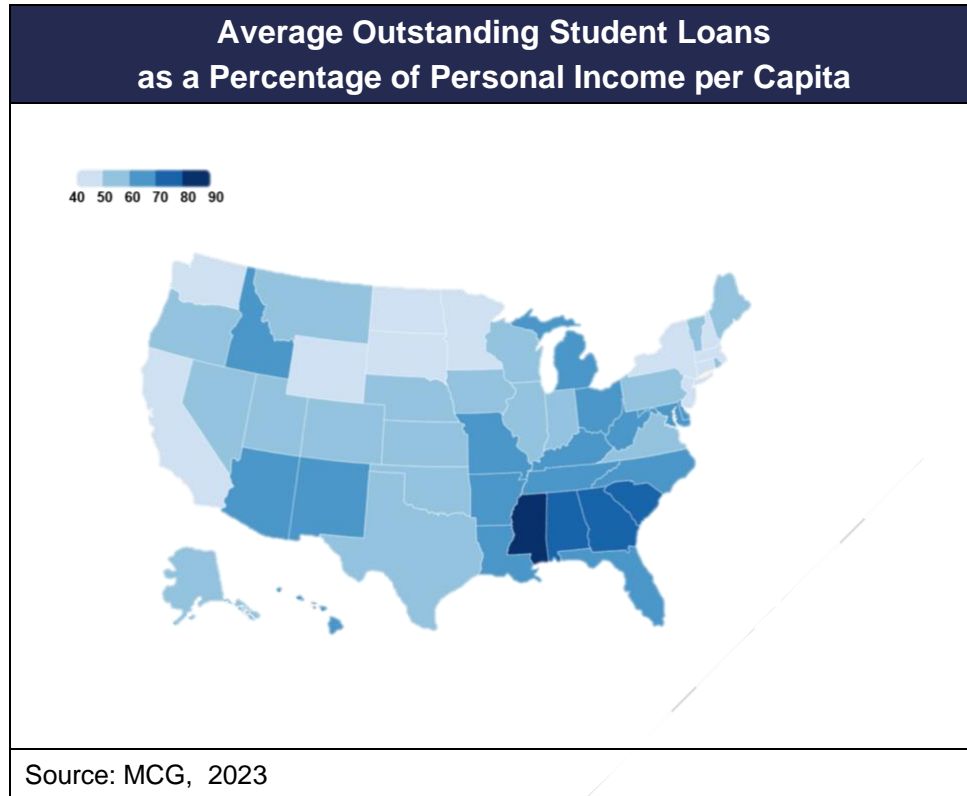 Average Outstanding Student Loans
as a Percentage of Personal Income per Capita
40 50 60 70 80 90
Source: MCG, 2023